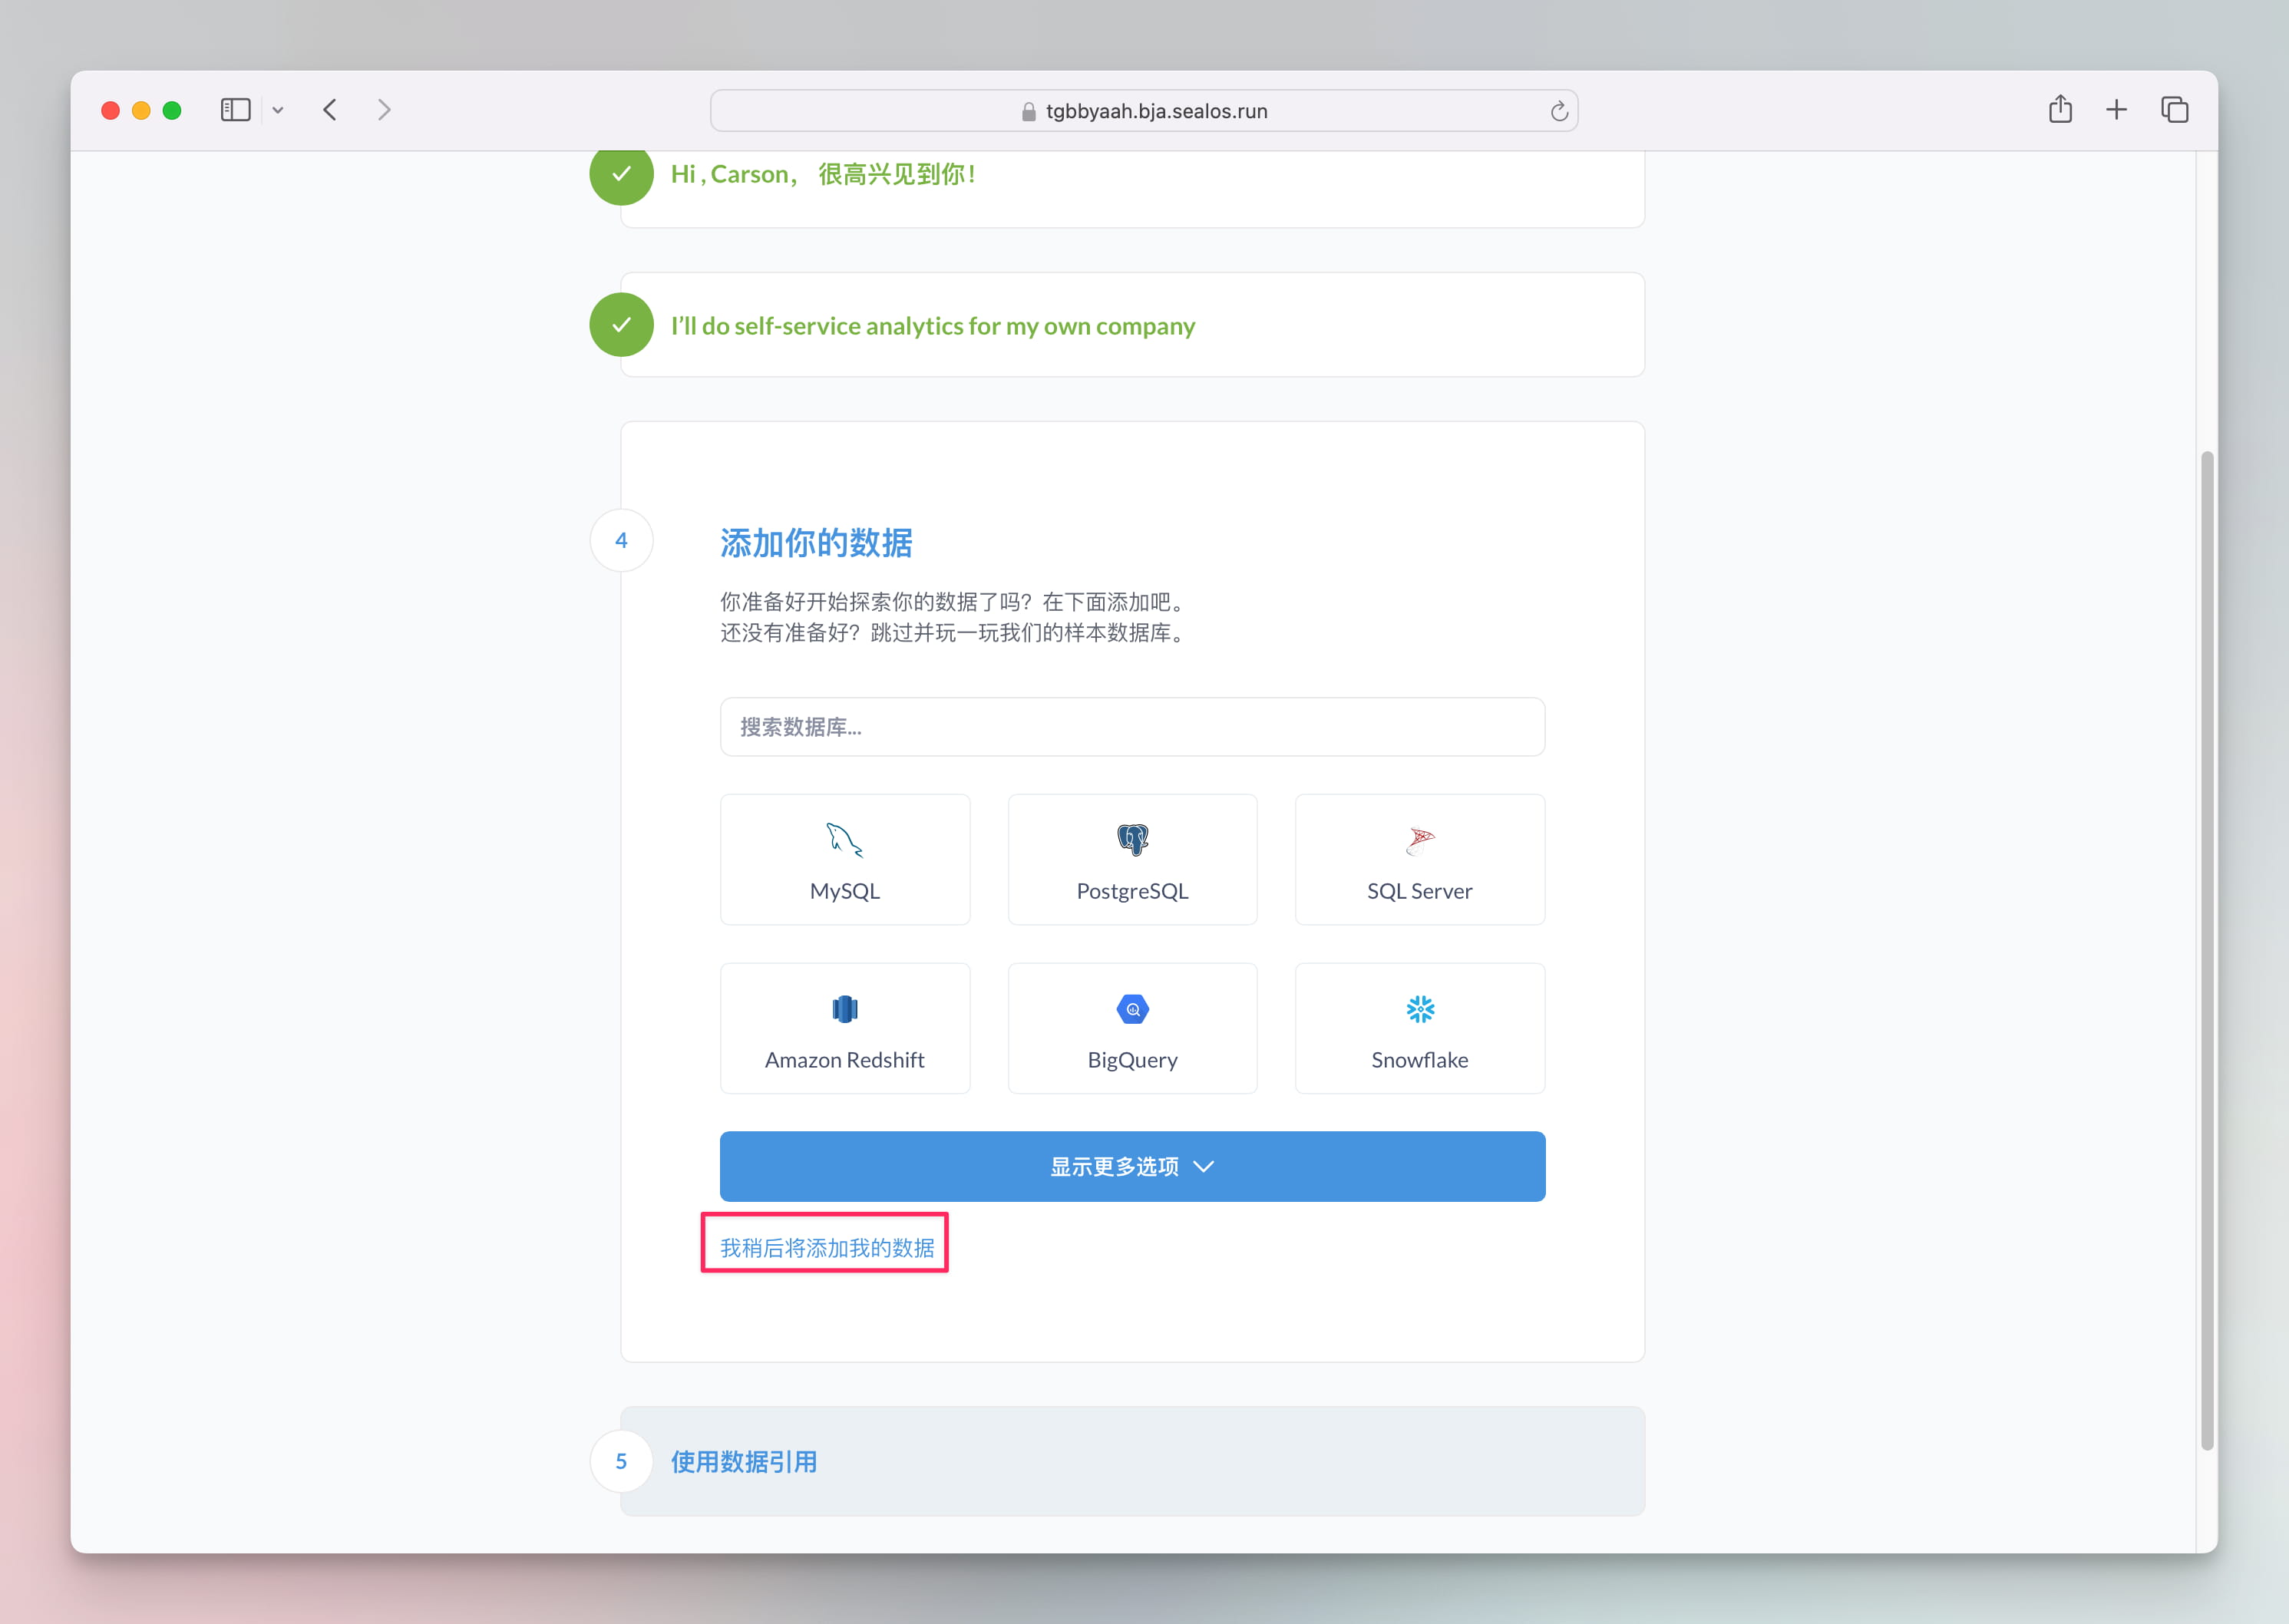 tgbbyaah.bja.sealos.run
Hi , Carson， 很高兴见到你！
I’ll do self-service analytics for my own company
4
添加你的数据
你准备好开始探索你的数据了吗？在下面添加吧。
还没有准备好？跳过并玩一玩我们的样本数据库。
搜索数据库...
MySQL
PostgreSQL
SQL Server
Amazon Redshift
BigQuery
Snowflake
显示更多选项
我稍后将添加我的数据
5
使用数据引用